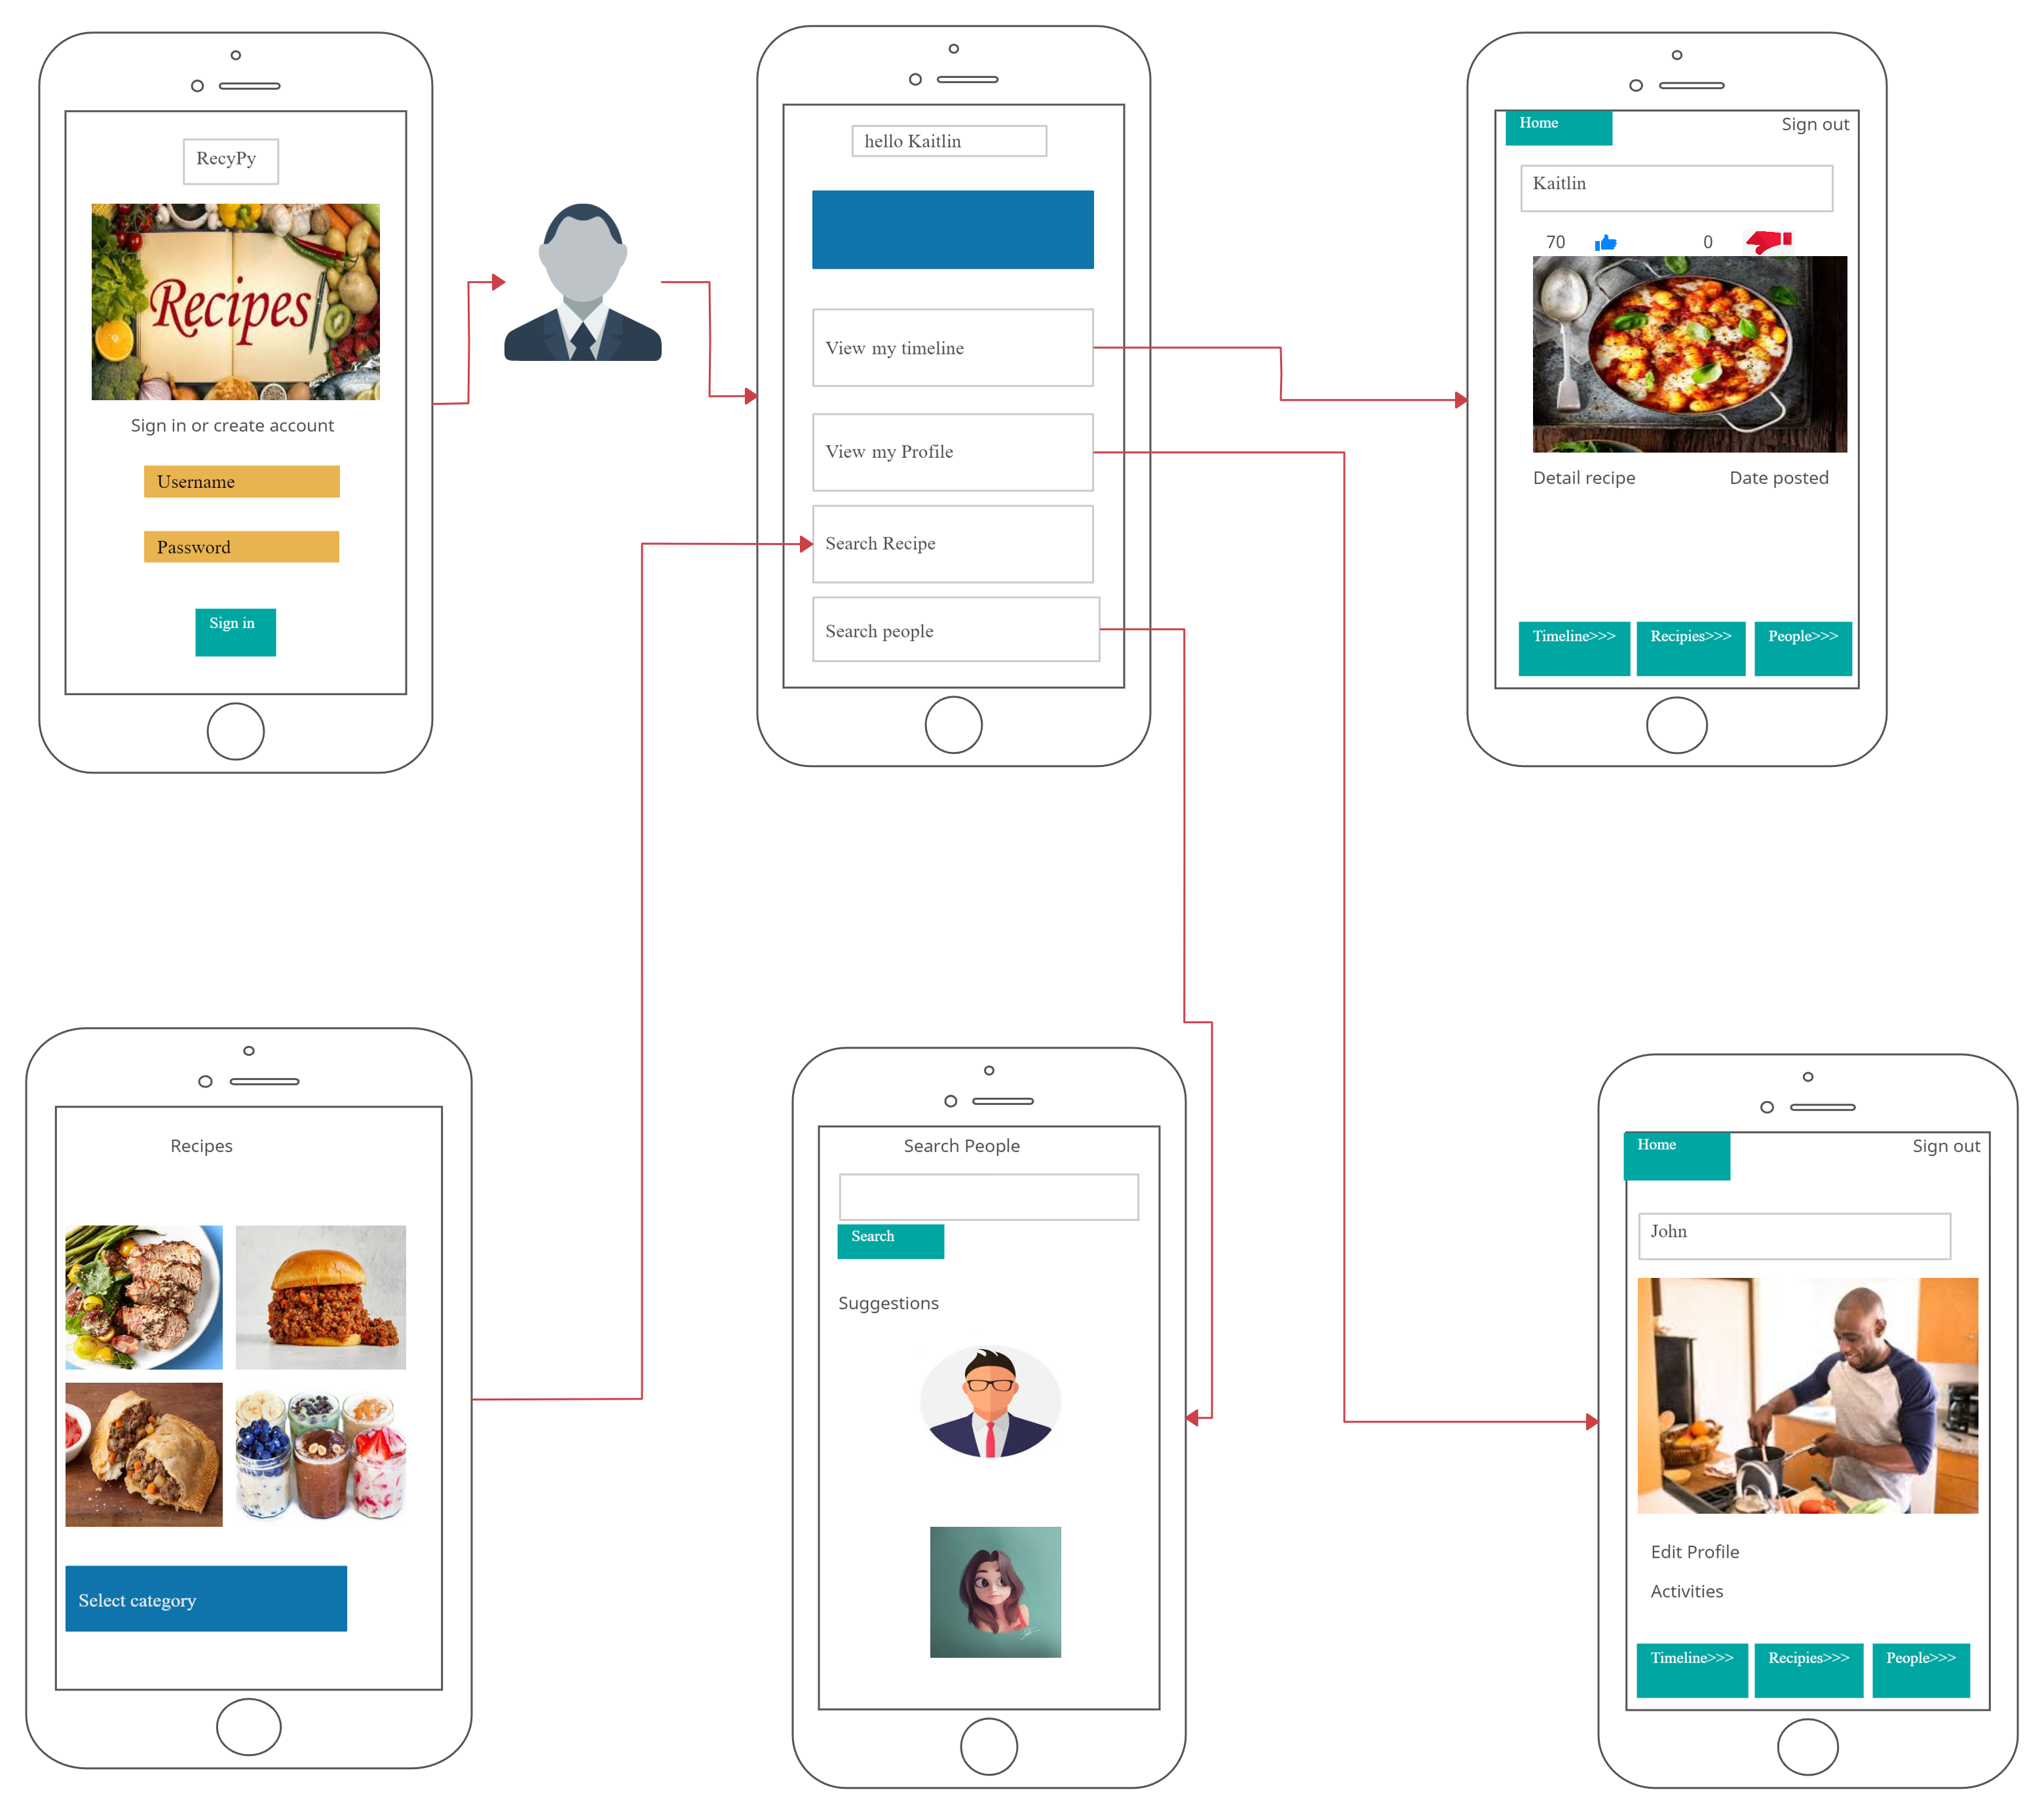 RecyPy
Recipes
Sign in or create account
Username
Password
Sign in
hello Kaitlin
View my timeline
View my Profile
Search Recipe
Search people
Home
Sign out
Kaitlin
70
0
Detail recipe
Date posted
Timeline>>>
Recipies>>>
People>>>
Recipes
Select category
Search People
Search
Suggestions
Home
Sign out
John
Edit Profile
Activities
Timeline>>>
Recipies>>>
People>>>